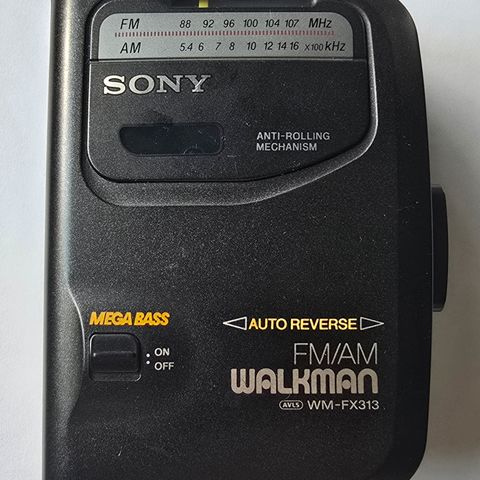 FM 88 92 96 100 104 107 MHz
AM 5.4 6 7 8 10 12 14 16 x100 kHz
SONY
ANTI-ROLLING
MECHANISM
MEGA BASS
ON
OFF
AUTO REVERSE
FM/AM
WALKMAN
AVLS WM-FX313